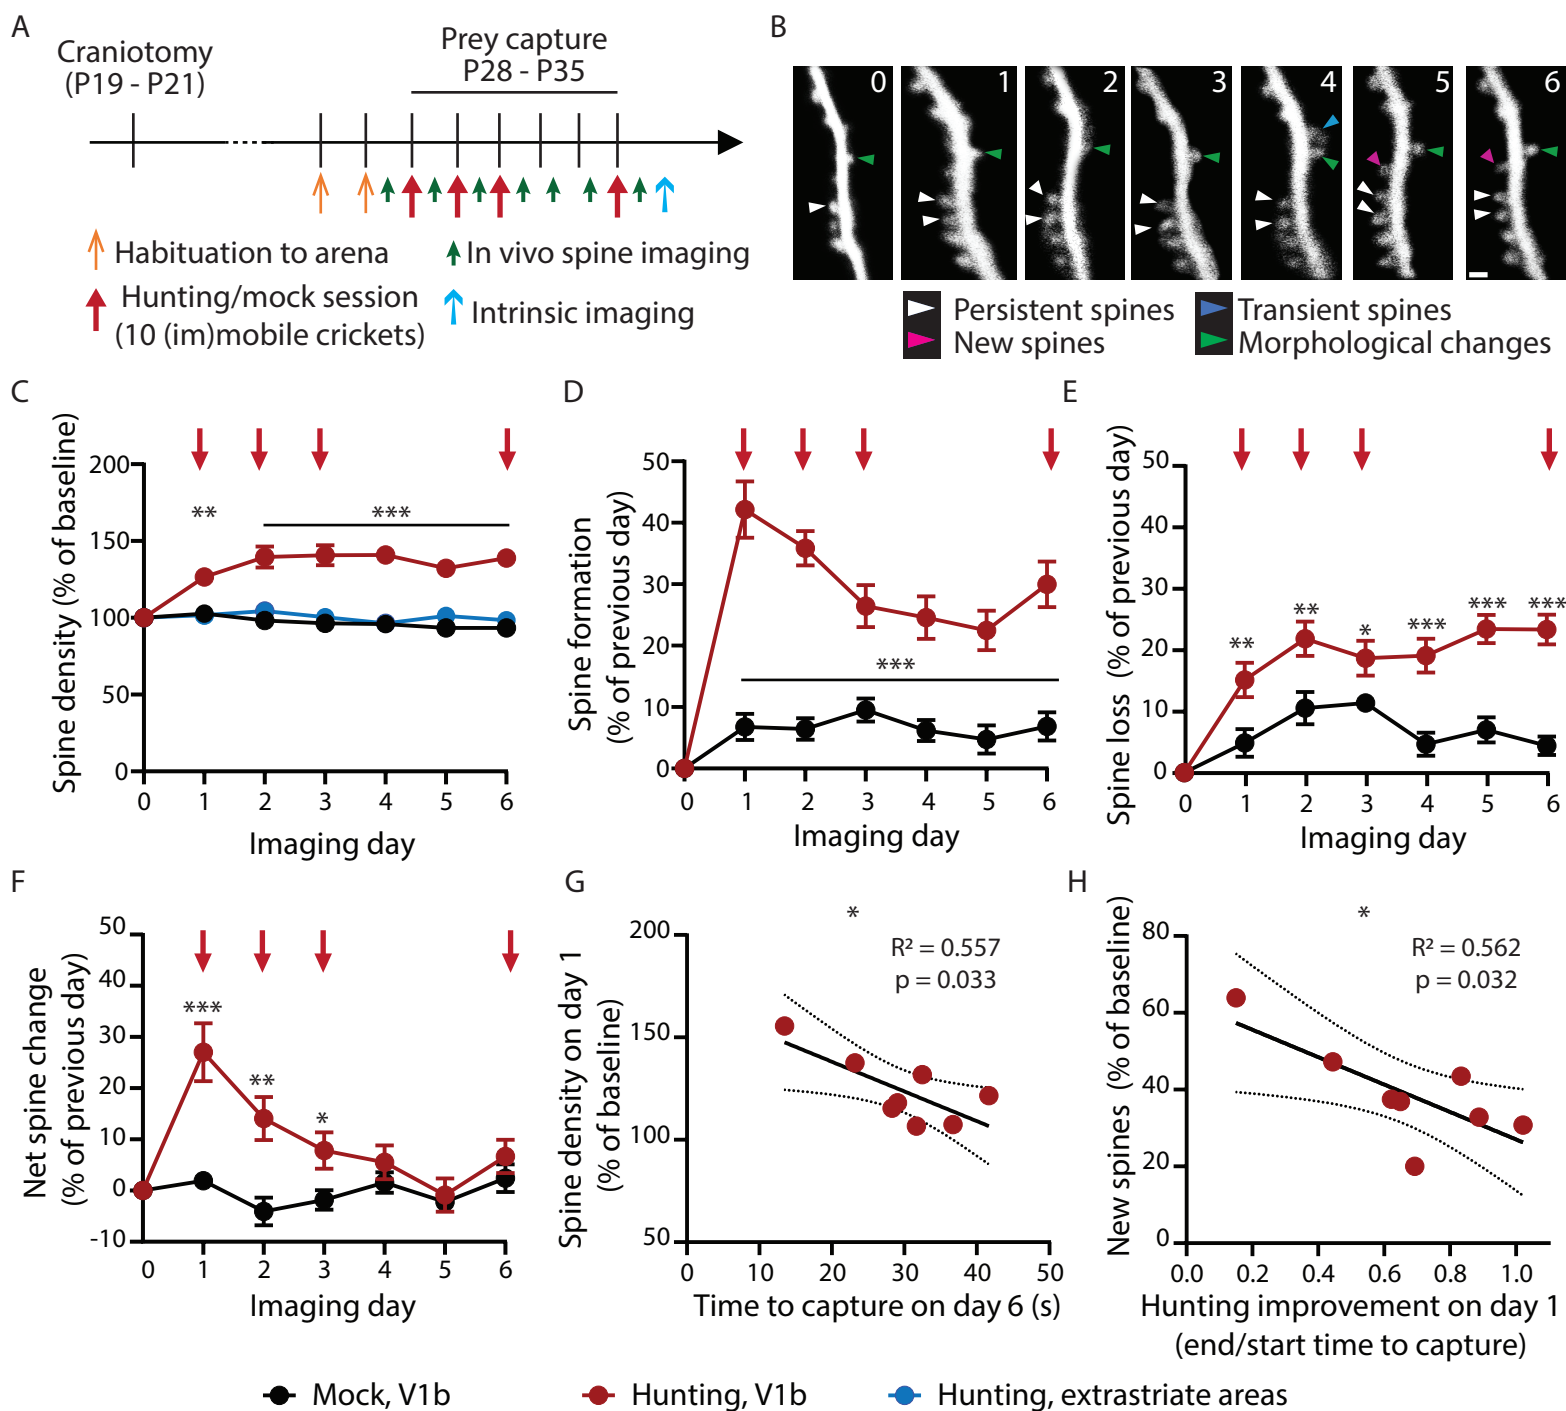 A
Craniotomy
(P19 - P21)
Prey capture
P28 - P35
Habituation to arena
In vivo spine imaging
Hunting/mock session
(10 (im)mobile crickets)
Intrinsic imaging
B
0 1 2 3 4 5 6
Persistent spines
Transient spines
New spines
Morphological changes
C
Spine density (% of baseline)
200
150
100
50
0
** ***
0 1 2 3 4 5 6
Imaging day
D
Spine formation
(% of previous day)
50
40
30
20
10
0
***
0 1 2 3 4 5 6
Imaging day
E
Spine loss (% of previous day)
50
40
30
20
10
0
** ** * *** *** ***
0 1 2 3 4 5 6
Imaging day
F
Net spine change
(% of previous day)
50
40
30
20
10
0
-10
*** ** *
0 1 2 3 4 5 6
Imaging day
G
Spine density on day 1
(% of baseline)
200
150
100
50
*
R² = 0.557
p = 0.033
0 10 20 30 40 50
Time to capture on day 6 (s)
H
New spines (% of baseline)
80
60
40
20
0
*
R² = 0.562
p = 0.032
0.0 0.2 0.4 0.6 0.8 1.0
Hunting improvement on day 1
(end/start time to capture)
Mock, V1b
Hunting, V1b
Hunting, extrastriate areas